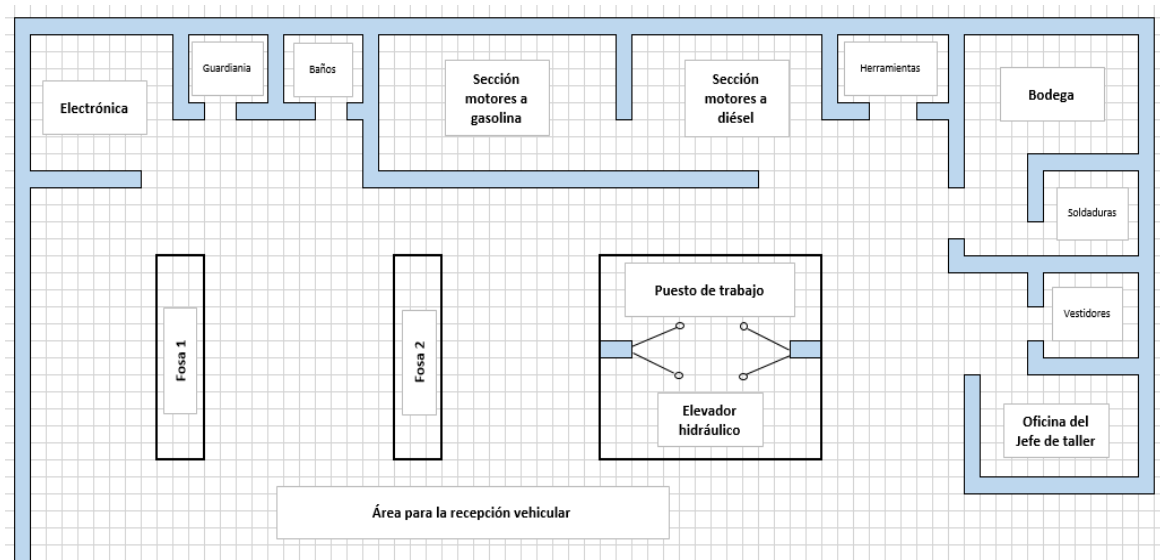 Guardiania
Baños
Herramientas
Electrónica
Sección
motores a
gasolina
Sección
motores a
diésel
Bodega
Soldaduras
Puesto de trabajo
Vestidores
Fosa 1
Fosa 2
Elevador
hidráulico
Oficina del
Jefe de taller
Área para la recepción vehicular